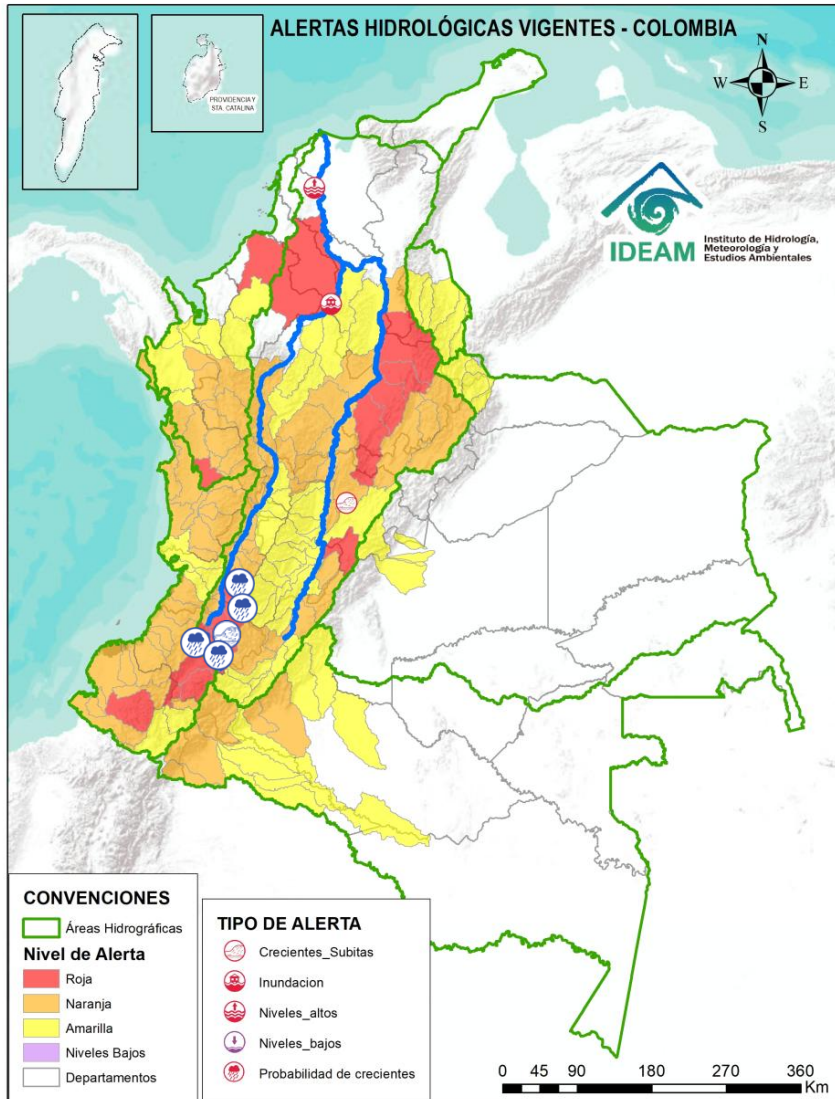 ALERTAS HIDROLÓGICAS VIGENTES - COLOMBIA
PROVIDENCIA Y
STA. CATALINA
N
W
E
S
IDEAM
Instituto de Hidrología,
Meteorología y
Estudios Ambientales
CONVENCIONES
Áreas Hidrográficas
Nivel de Alerta
Roja
Naranja
Amarilla
Niveles Bajos
Departamentos
TIPO DE ALERTA
Crecientes_Subitas
Inundacion
Niveles_altos
Niveles_bajos
Probabilidad de crecientes
0 45 90 180 270 360
Km